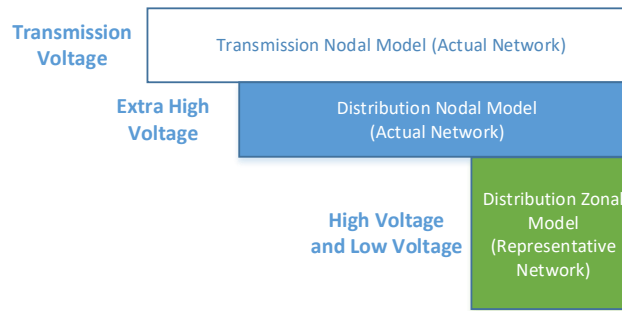 Transmission
Voltage
Transmission Nodal Model (Actual Network)
Extra High
Voltage
Distribution Nodal Model
(Actual Network)
High Voltage
and Low Voltage
Distribution Zonal
Model
(Representative
Network)